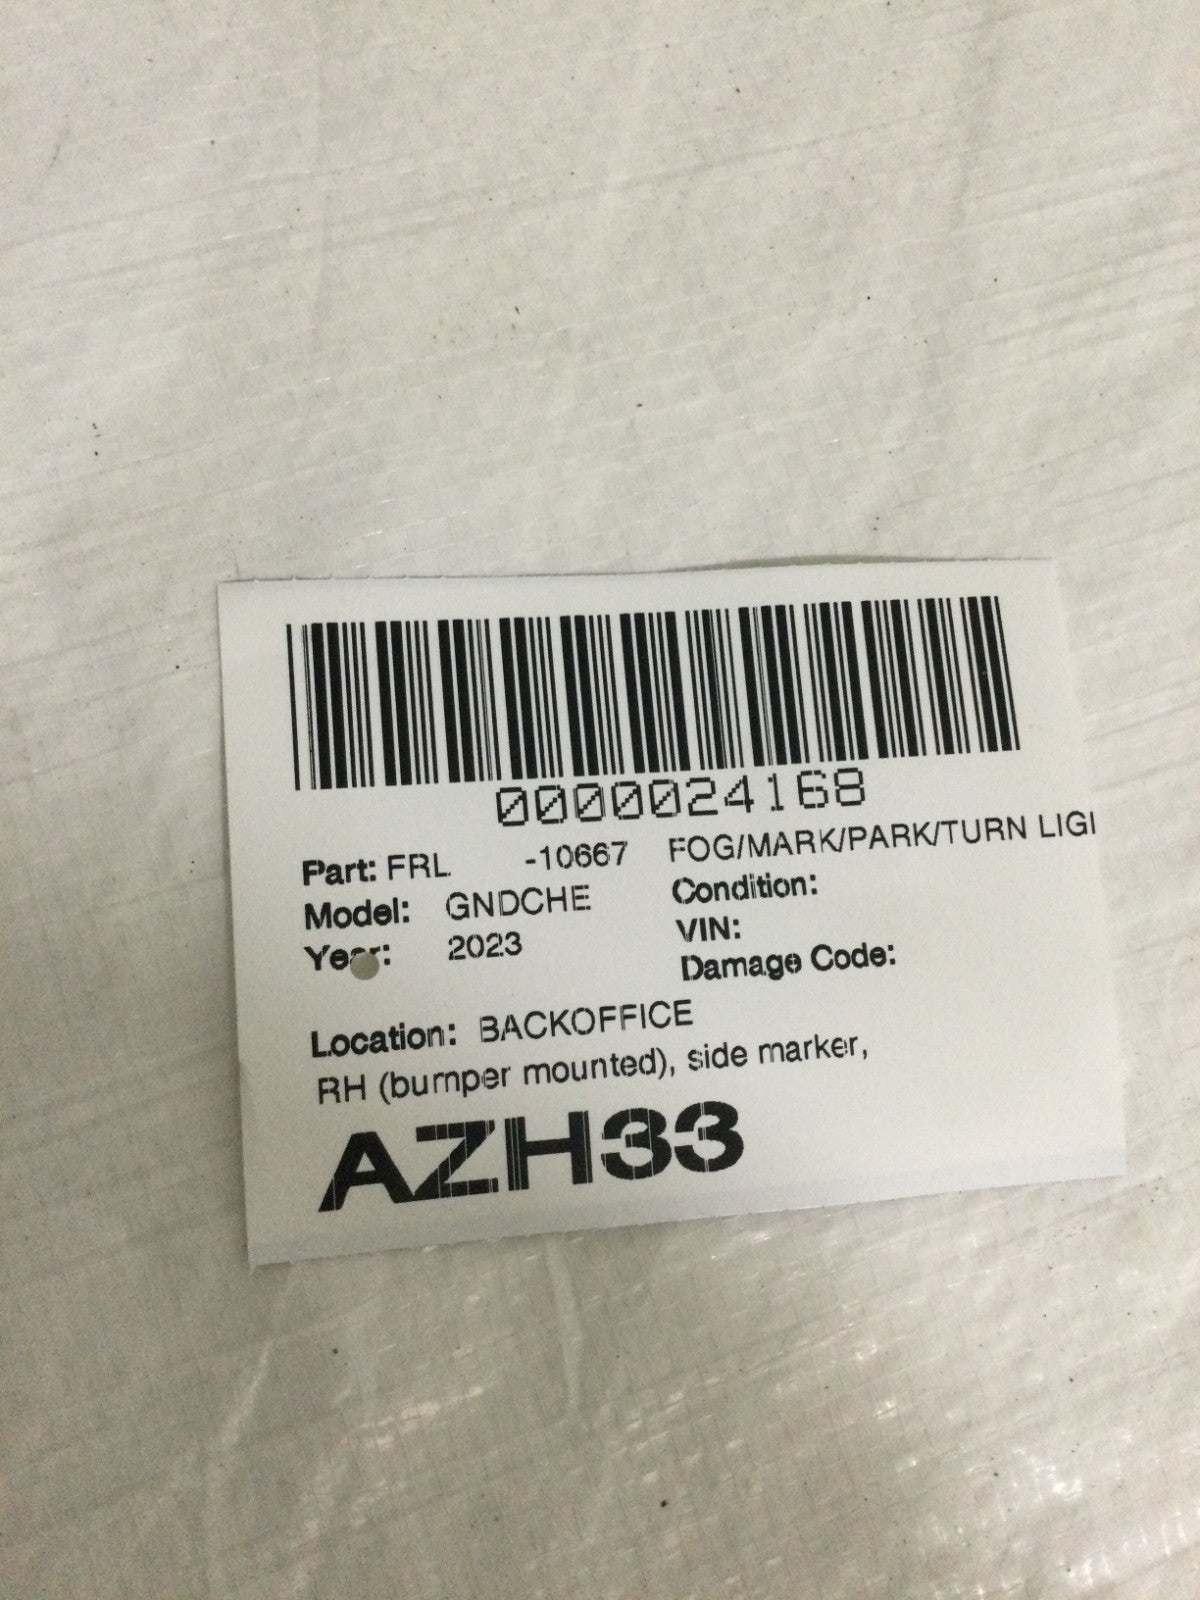 0000024168
Part: FRL -10667 FOG/MARK/PARK/TURN LIGI
Model: GNDCHE Condition:
Year: 2023 VIN:
Damage Code:
Location: BACKOFFICE
RH (bumper mounted), side marker,
AZH33